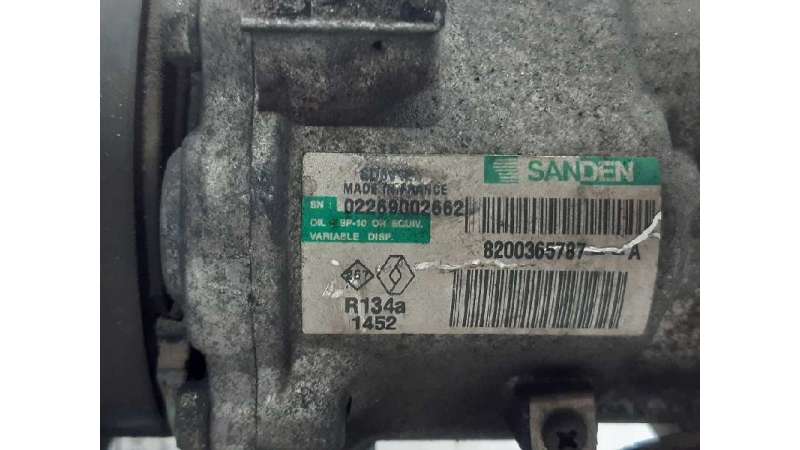 SANDEN
MADE IN FRANCE
SN : 02269002662
OIL : SP-10 OR EQUIV.
VARIABLE DISP.
8200365787---A
R134a
1452